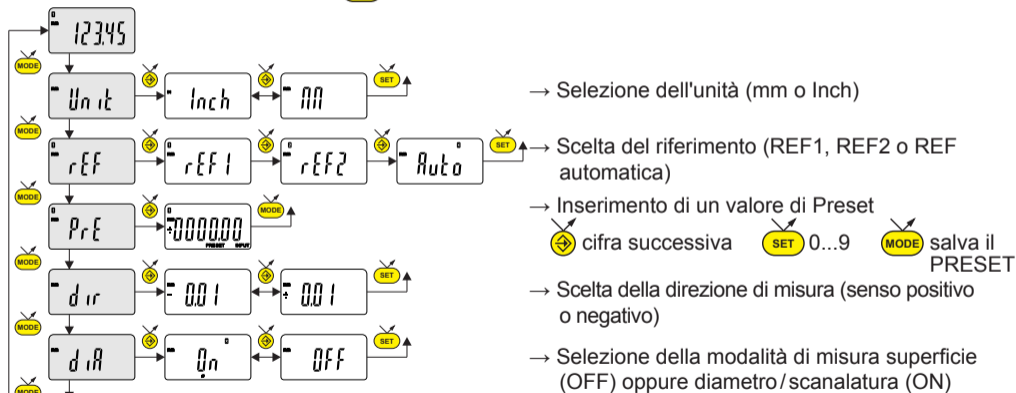 123.45
MODE
Unit Inch MM SET → Selezione dell'unità (mm o Inch)
MODE
rEF rEF1 rEF2 Auto SET → Scelta del riferimento (REF1, REF2 o REF
automatica)
MODE
PrE 0000.00 PRESET INPUT MODE → Inserimento di un valore di Preset
cifra successiva SET 0...9 MODE salva il
PRESET
MODE
dir - 0.01 + 0.01 SET → Scelta della direzione di misura (senso positivo
o negativo)
MODE
diA On OFF SET → Selezione della modalità di misura superficie
(OFF) oppure diametro/scanalatura (ON)
MODE